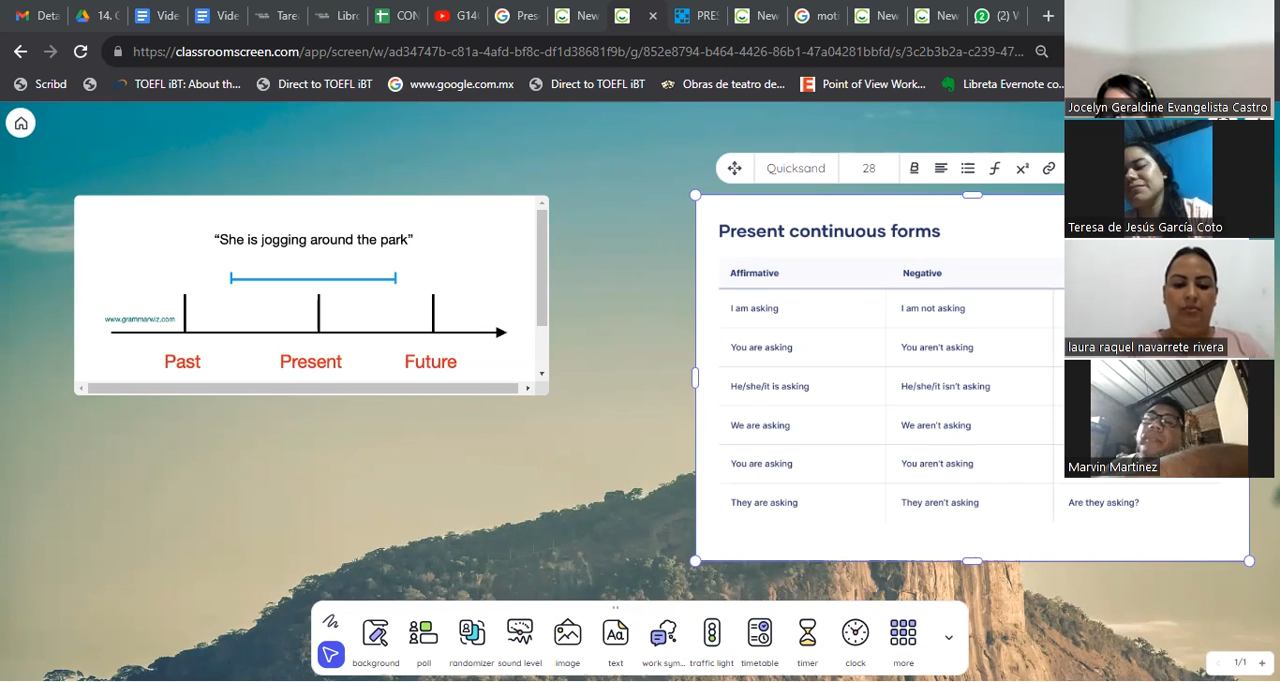 Deta
14. C
Vide
Vide
Tare
Libro
CON
G14
Pres
New
PRES
New
moti
New
New
(2) W
https://classroomscreen.com/app/screen/w/ad34747b-c81a-4afd-bf8c-df1d38681f9b/g/852e8794-b464-4426-86b1-47a04281bbfd/s/3c2b3b2a-c239-47...
Scribd
TOEFL iBT: About th...
Direct to TOEFL iBT
www.google.com.mx
Direct to TOEFL iBT
Obras de teatro de...
Point of View Work...
Libreta Evernote co...
Jocelyn Geraldine Evangelista Castro
Quicksand 28
"She is jogging around the park"
www.grammarwiz.com
Past Present Future
Present continuous forms
Affirmative Negative
I am asking I am not asking
You are asking You aren't asking
He/she/it is asking He/she/it isn't asking
We are asking We aren't asking
You are asking You aren't asking
They are asking They aren't asking Are they asking?
Teresa de Jesús García Coto
laura raquel navarrete rivera
Marvin Martinez
background poll randomizer sound level image text work sym... traffic light timetable timer clock more
1/1